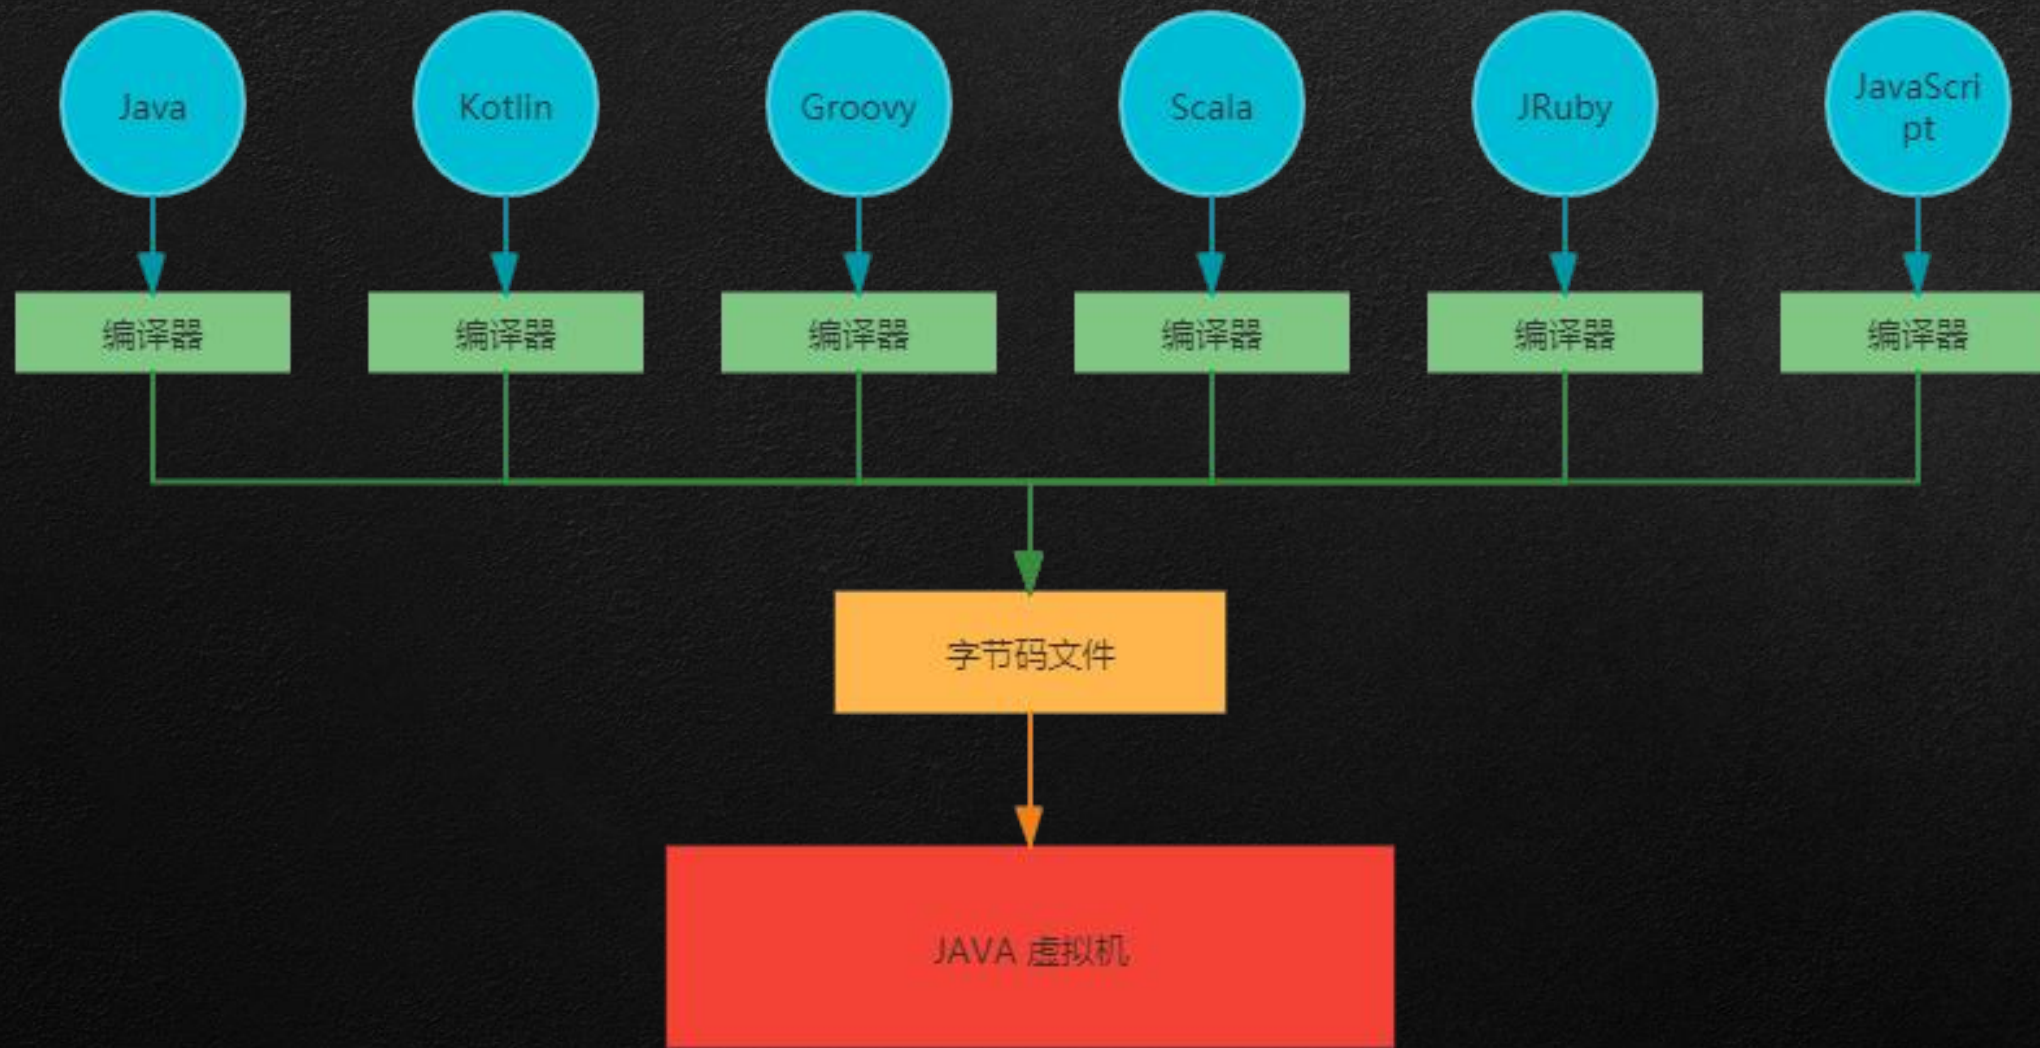 Java
Kotlin
Groovy
Scala
JRuby
JavaScri
pt
编译器
编译器
编译器
编译器
编译器
编译器
字节码文件
JAVA 虚拟机